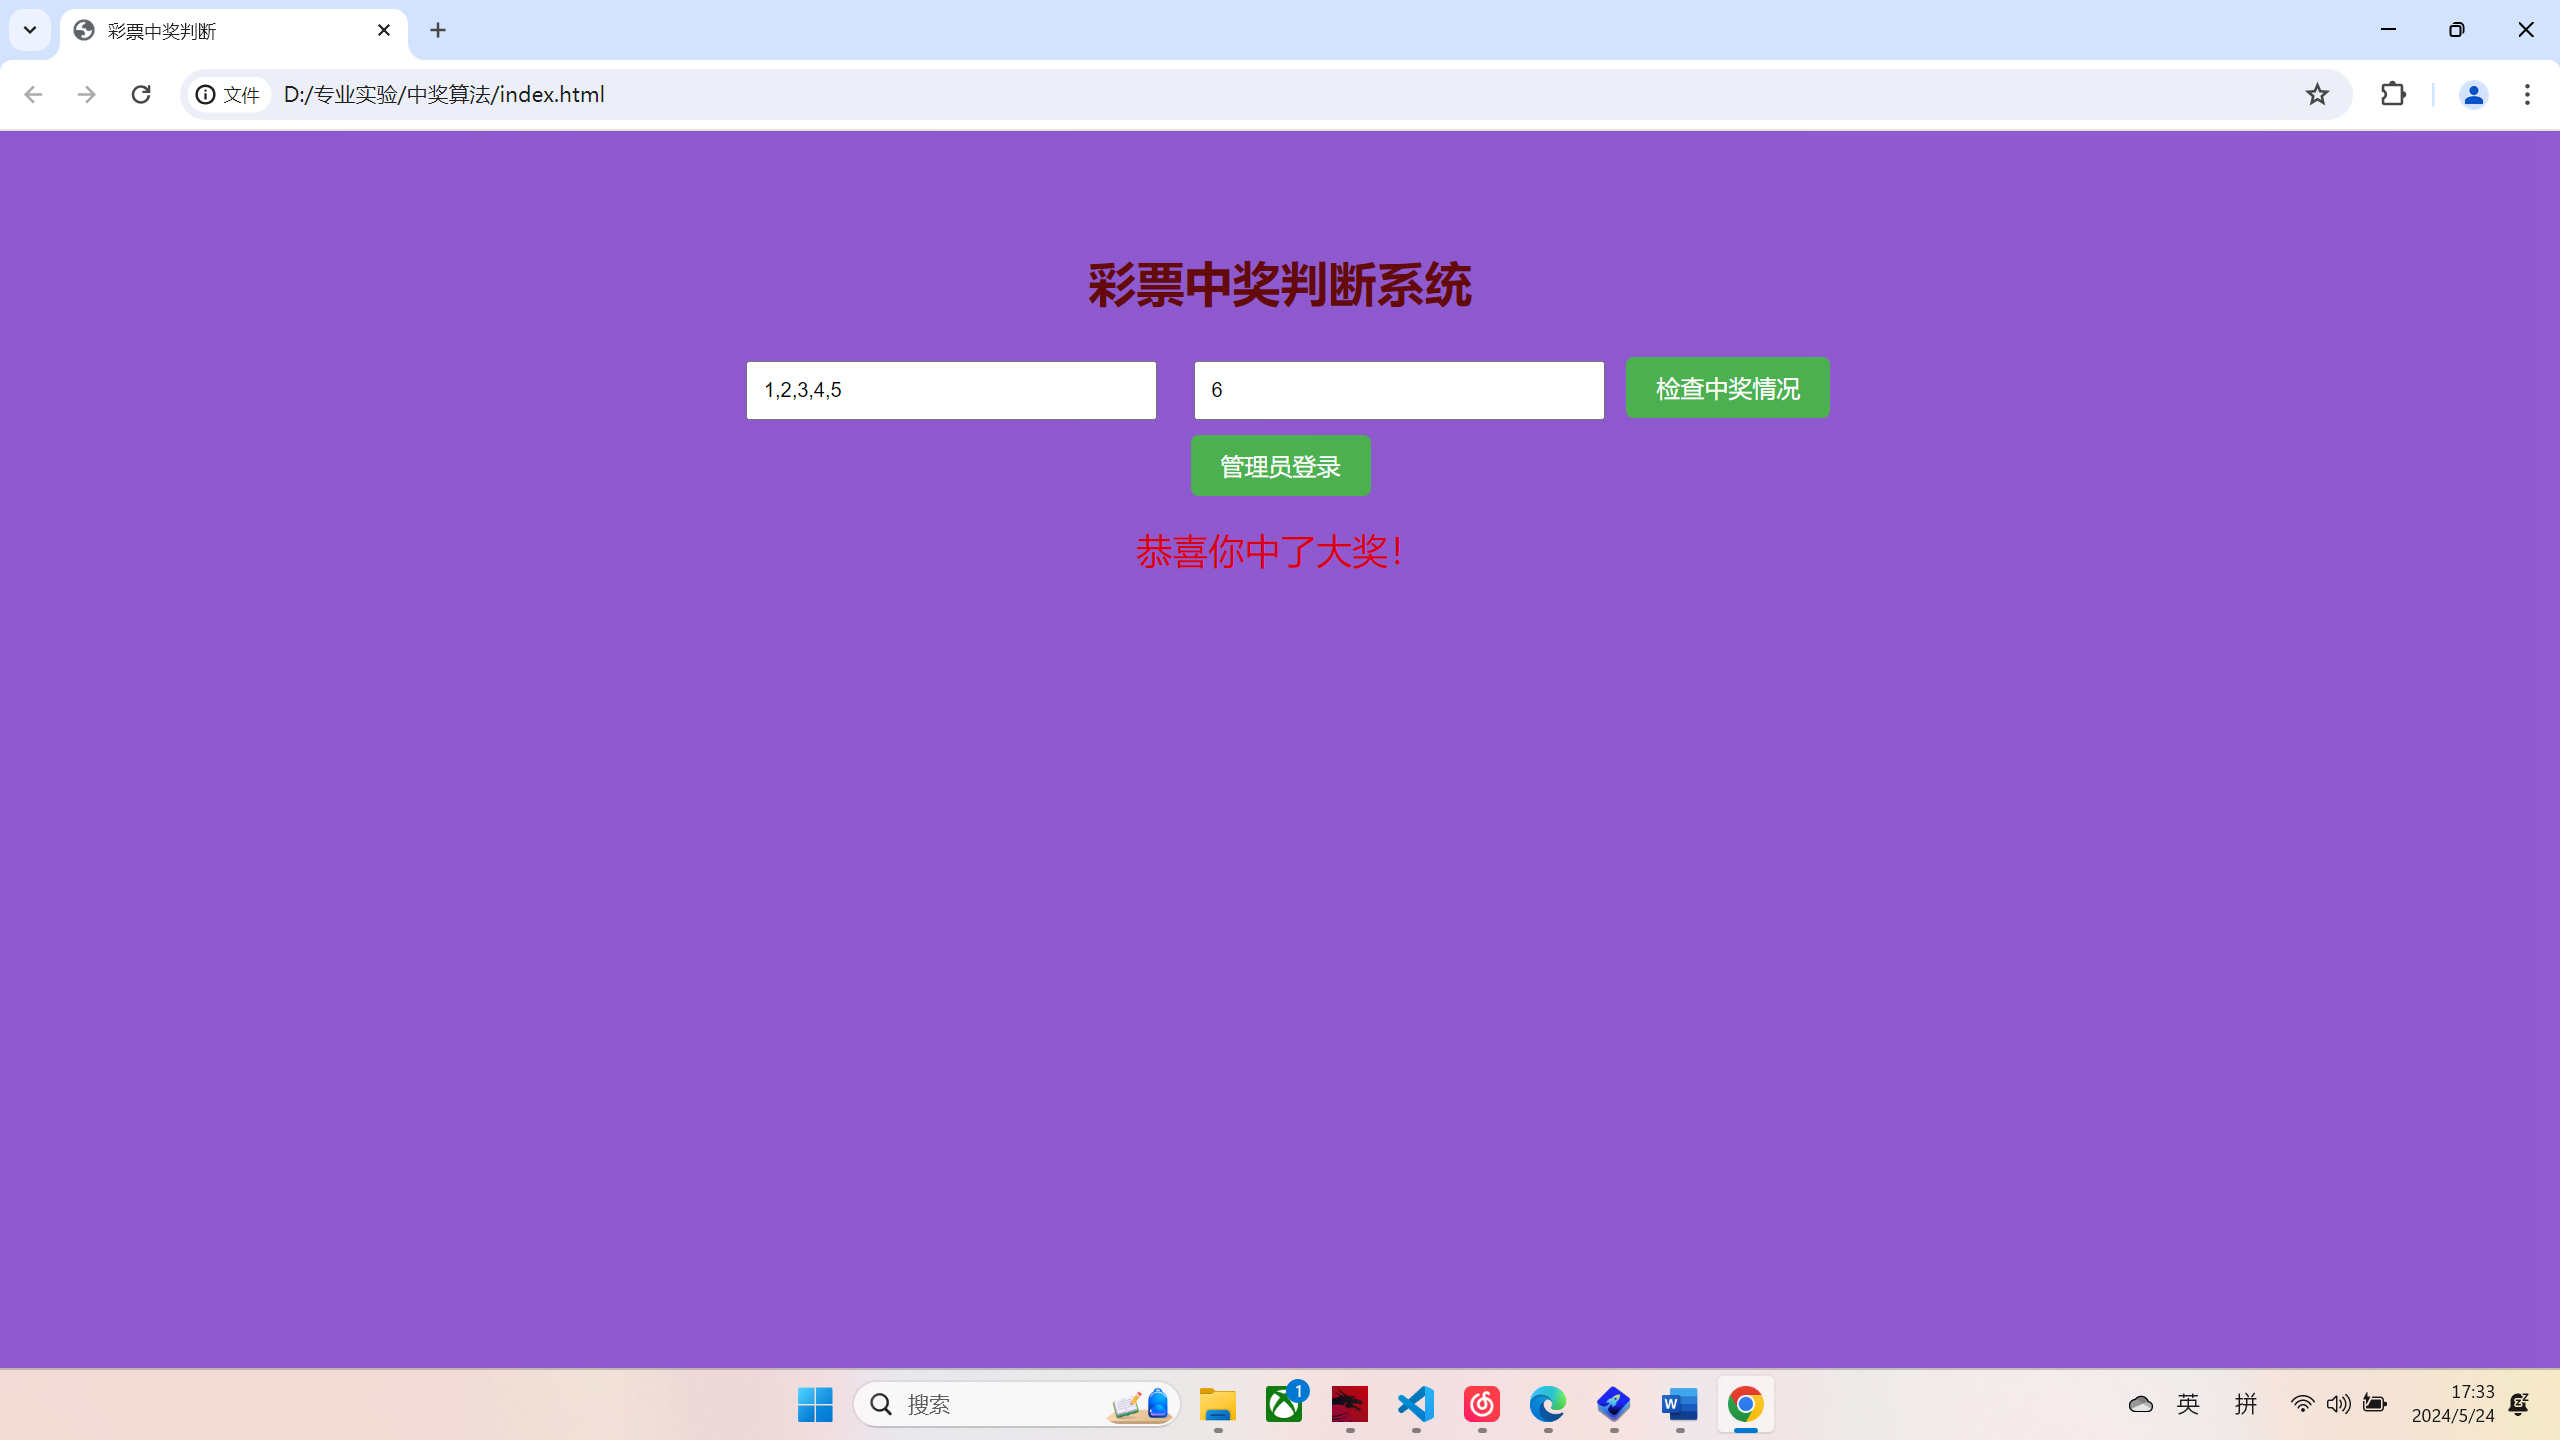 彩票中奖判断
文件 D:/专业实验/中奖算法/index.html
彩票中奖判断系统
1,2,3,4,5 6 检查中奖情况
管理员登录
恭喜你中了大奖！
搜索 1 W 英 拼 17:33
2024/5/24